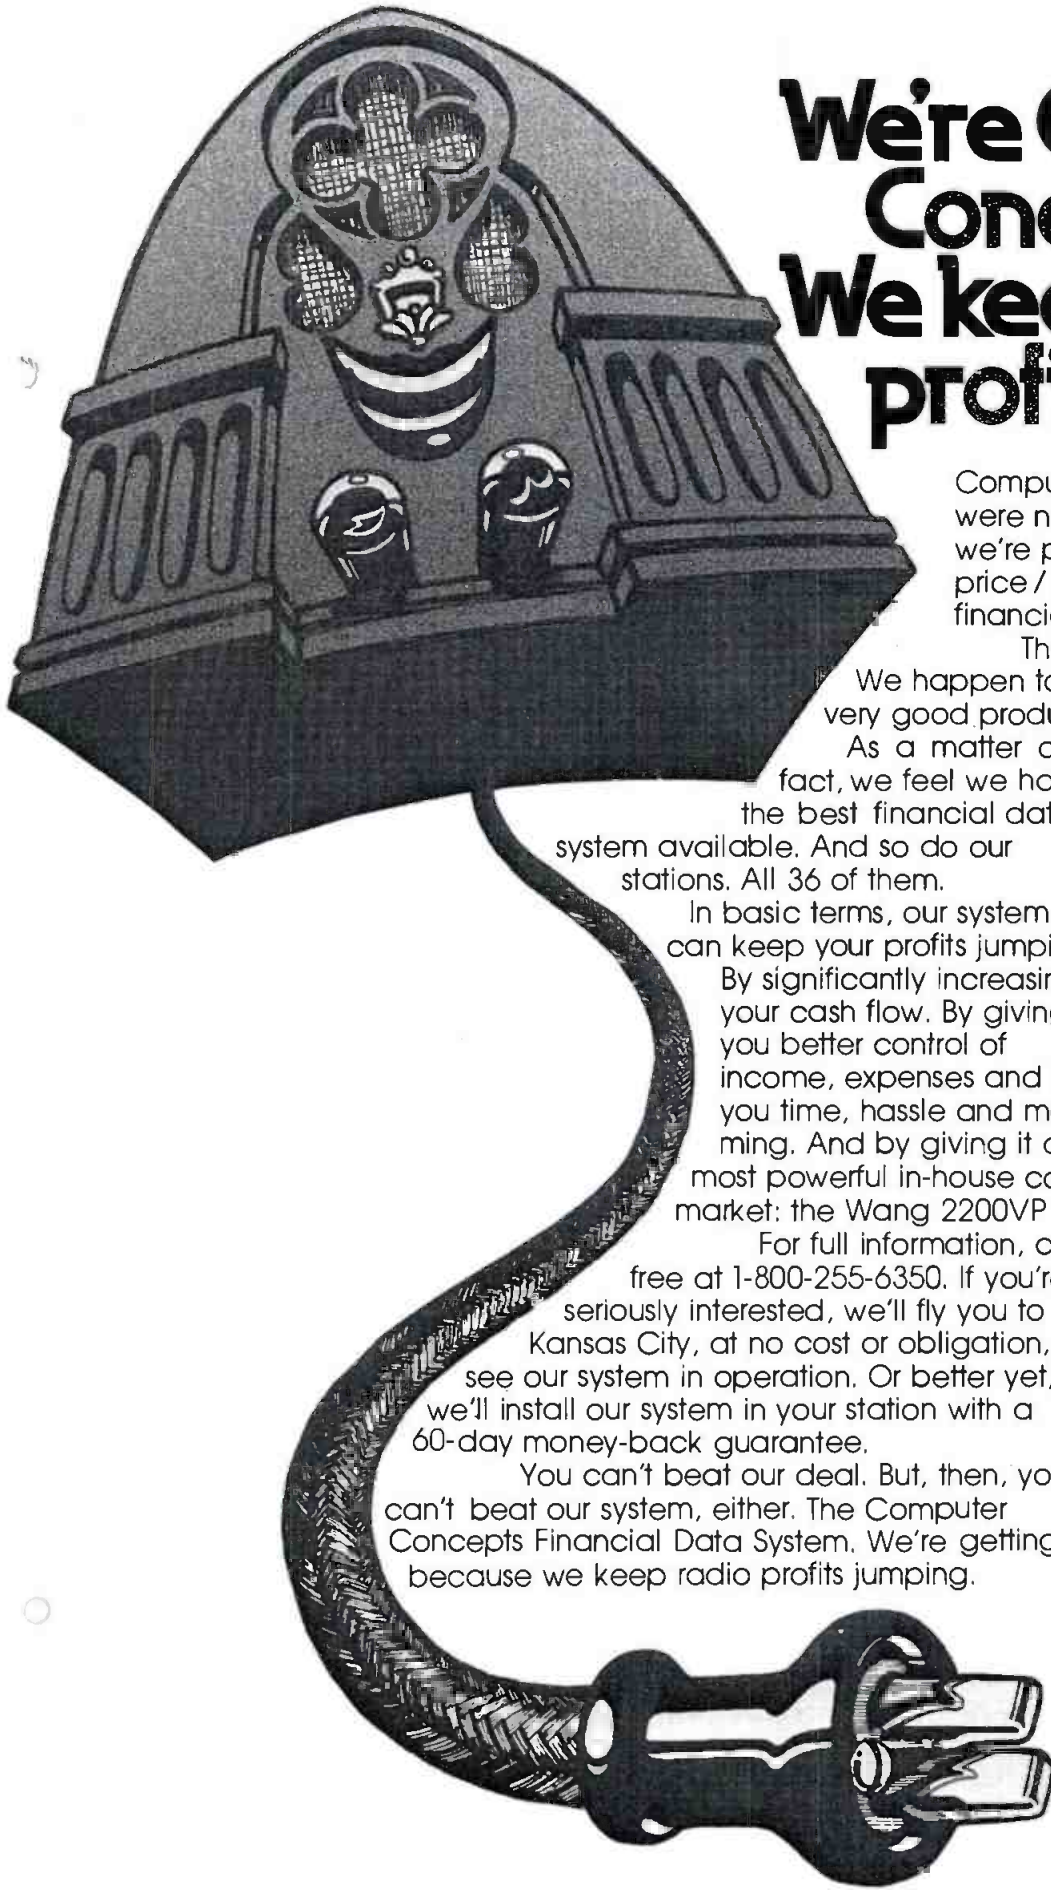 We're
Conc
We kee
profi
Compu
were n
we're p
price/
financi
Th
We happen to
very good produ
As a matter o
fact, we feel we ha
the best financial dat
system available. And so do our
stations. All 36 of them.
In basic terms, our system
can keep your profits jumpi
By significantly increasin
your cash flow. By giving
you better control of
income, expenses and
you time, hassle and m
ming. And by giving it a
most powerful in-house co
market: the Wang 2200VP
For full information, c
free at 1-800-255-6350. If you're
seriously interested, we'll fly you to
Kansas City, at no cost or obligation,
see our system in operation. Or better yet,
we'll install our system in your station with a
60-day money-back guarantee.
You can't beat our deal. But, then, yo
can't beat our system, either. The Computer
Concepts Financial Data System. We're getting
because we keep radio profits jumping.